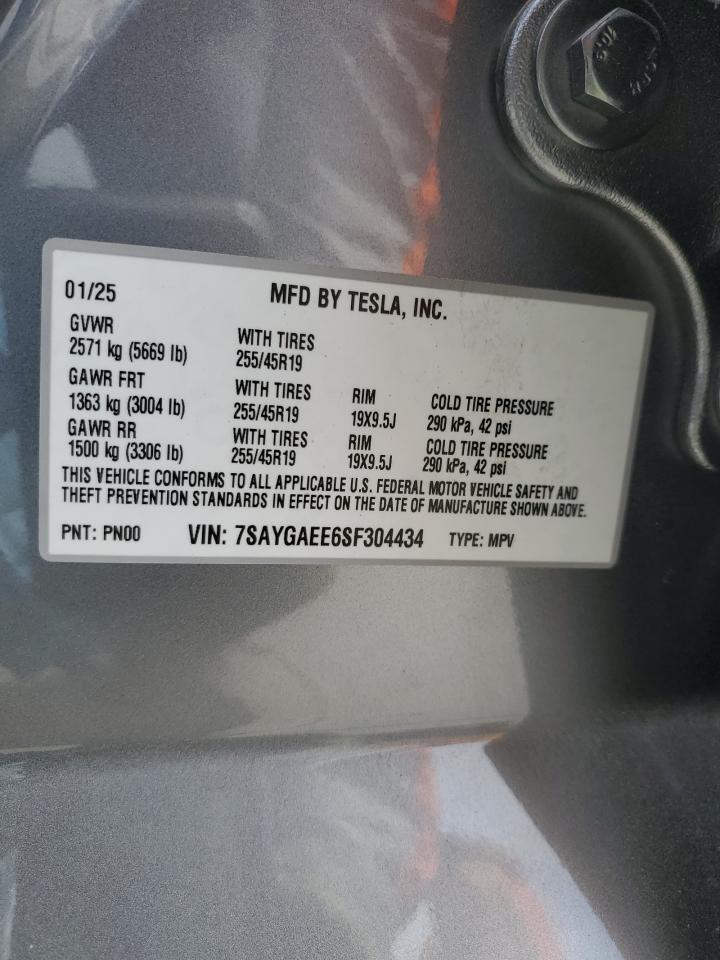 01/25 MFD BY TESLA, INC.
GVWR
2571 kg (5669 lb) WITH TIRES 255/45R19
GAWR FRT
1363 kg (3004 lb) WITH TIRES 255/45R19 RIM 19X9.5J COLD TIRE PRESSURE 290 kPa, 42 psi
GAWR RR
1500 kg (3306 lb) WITH TIRES 255/45R19 RIM 19X9.5J COLD TIRE PRESSURE 290 kPa, 42 psi
THIS VEHICLE CONFORMS TO ALL APPLICABLE U.S. FEDERAL MOTOR VEHICLE SAFETY AND
THEFT PREVENTION STANDARDS IN EFFECT ON THE DATE OF MANUFACTURE SHOWN ABOVE.
PNT: PN00 VIN: 7SAYGAEE6SF304434 TYPE: MPV